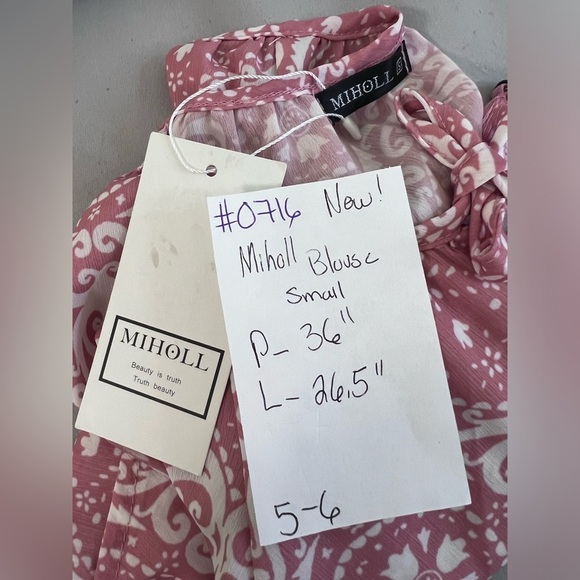 MIHOLL S
#0716 New!
Miholl Blouse
Small
P- 36"
L- 26.5"
5-6
MIHOLL
Beauty is truth
Truth beauty